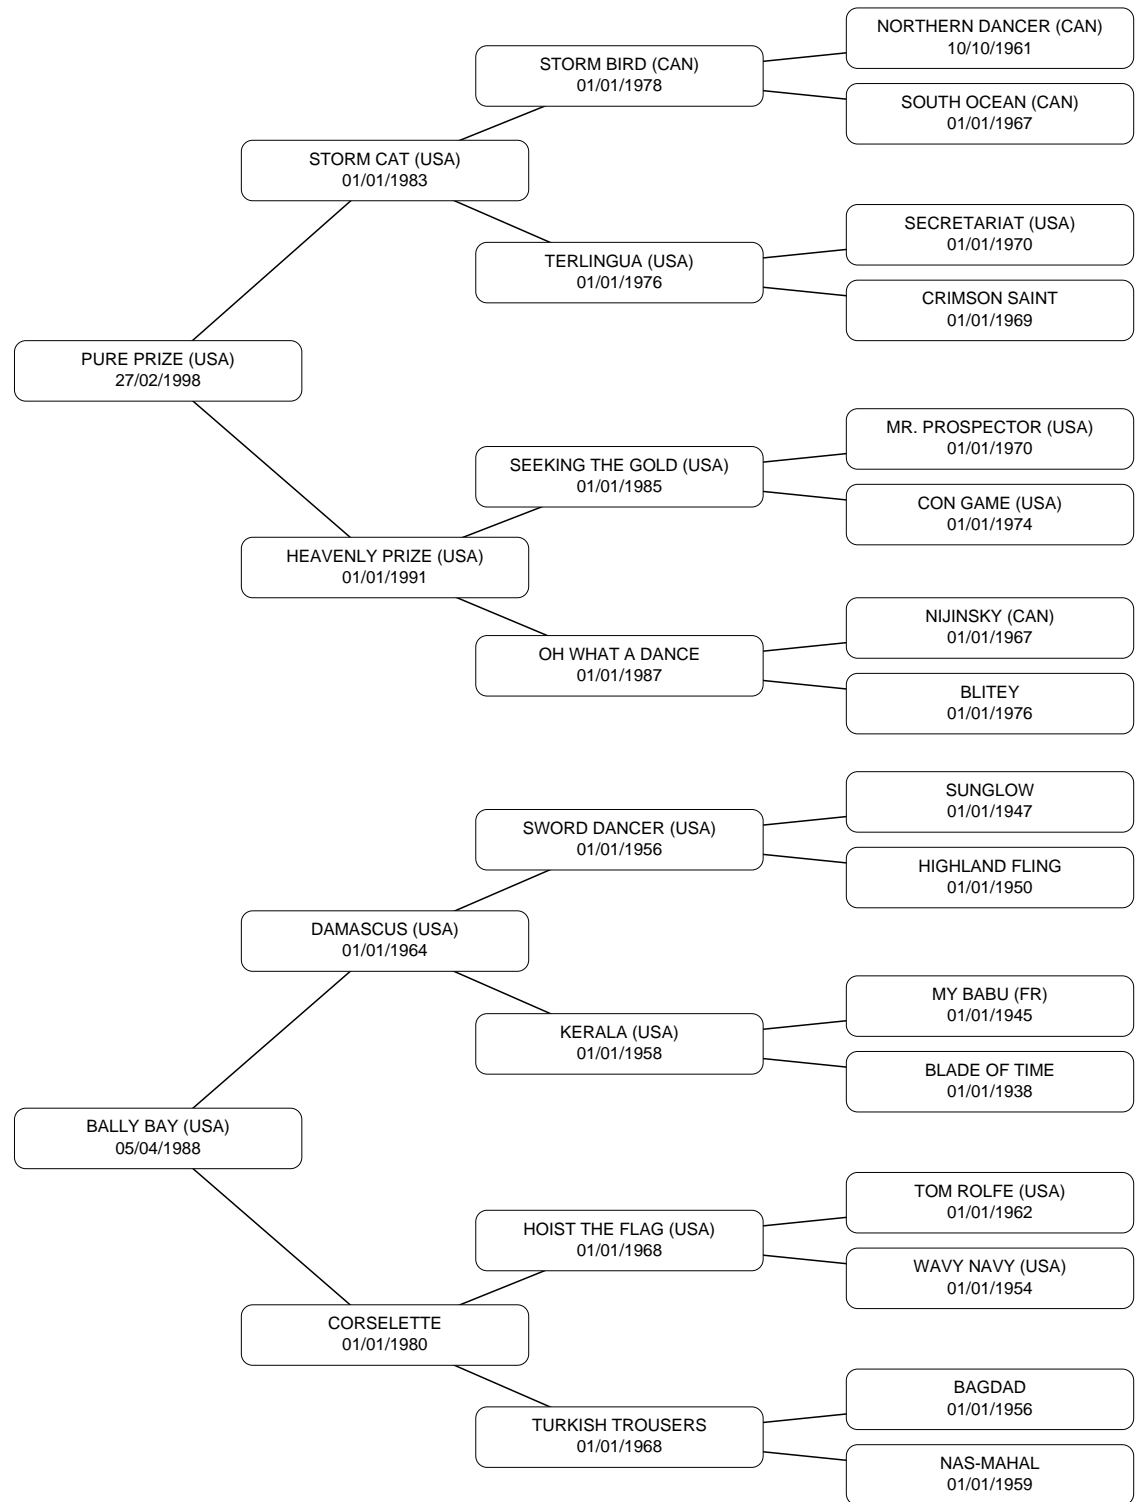 NORTHERN DANCER (CAN)
10/10/1961
STORM BIRD (CAN)
01/01/1978
SOUTH OCEAN (CAN)
01/01/1967
STORM CAT (USA)
01/01/1983
SECRETARIAT (USA)
01/01/1970
TERLINGUA (USA)
01/01/1976
CRIMSON SAINT
01/01/1969
PURE PRIZE (USA)
27/02/1998
MR. PROSPECTOR (USA)
01/01/1970
SEEKING THE GOLD (USA)
01/01/1985
CON GAME (USA)
01/01/1974
HEAVENLY PRIZE (USA)
01/01/1991
NIJINSKY (CAN)
01/01/1967
OH WHAT A DANCE
01/01/1987
BLITEY
01/01/1976
SUNGLOW
01/01/1947
SWORD DANCER (USA)
01/01/1956
HIGHLAND FLING
01/01/1950
DAMASCUS (USA)
01/01/1964
MY BABU (FR)
01/01/1945
KERALA (USA)
01/01/1958
BLADE OF TIME
01/01/1938
BALLY BAY (USA)
05/04/1988
TOM ROLFE (USA)
01/01/1962
HOIST THE FLAG (USA)
01/01/1968
WAVY NAVY (USA)
01/01/1954
CORSELETTE
01/01/1980
BAGDAD
01/01/1956
TURKISH TROUSERS
01/01/1968
NAS-MAHAL
01/01/1959